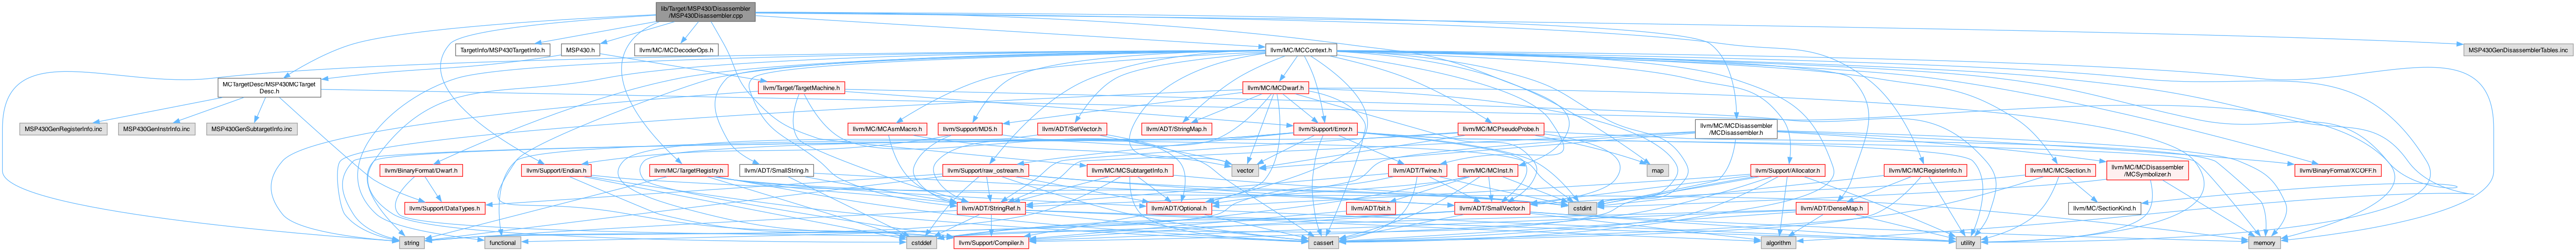 lib/Target/MSP430/Disassembler
/MSP430Disassembler.cpp
TargetInfo/MSP430TargetInfo.h
MSP430.h
llvm/MC/MCDecoderOps.h
llvm/MC/MCContext.h
MSP430GenDisassemblerTables.inc
MCTargetDesc/MSP430MCTarget
Desc.h
llvm/Target/TargetMachine.h
llvm/MC/MCDwarf.h
MSP430GenRegisterInfo.inc
MSP430GenInstrInfo.inc
MSP430GenSubtargetInfo.inc
llvm/MC/MCAsmMacro.h
llvm/Support/MD5.h
llvm/ADT/SetVector.h
llvm/ADT/StringMap.h
llvm/Support/Error.h
llvm/MC/MCPseudoProbe.h
llvm/MC/MCDisassembler
/MCDisassembler.h
llvm/BinaryFormat/Dwarf.h
llvm/Support/Endian.h
llvm/MC/TargetRegistry.h
llvm/ADT/SmallString.h
llvm/Support/raw_ostream.h
vector
llvm/MC/MCSubtargetInfo.h
llvm/ADT/Twine.h
llvm/MC/MCInst.h
map
llvm/Support/Allocator.h
llvm/MC/MCRegisterInfo.h
llvm/MC/MCSection.h
llvm/MC/MCDisassembler
/MCSymbolizer.h
llvm/BinaryFormat/XCOFF.h
llvm/Support/DataTypes.h
llvm/ADT/StringRef.h
llvm/ADT/Optional.h
llvm/ADT/bit.h
llvm/ADT/SmallVector.h
cstdint
llvm/ADT/DenseMap.h
llvm/MC/SectionKind.h
string
functional
cstddef
llvm/Support/Compiler.h
cassert
algorithm
utility
memory